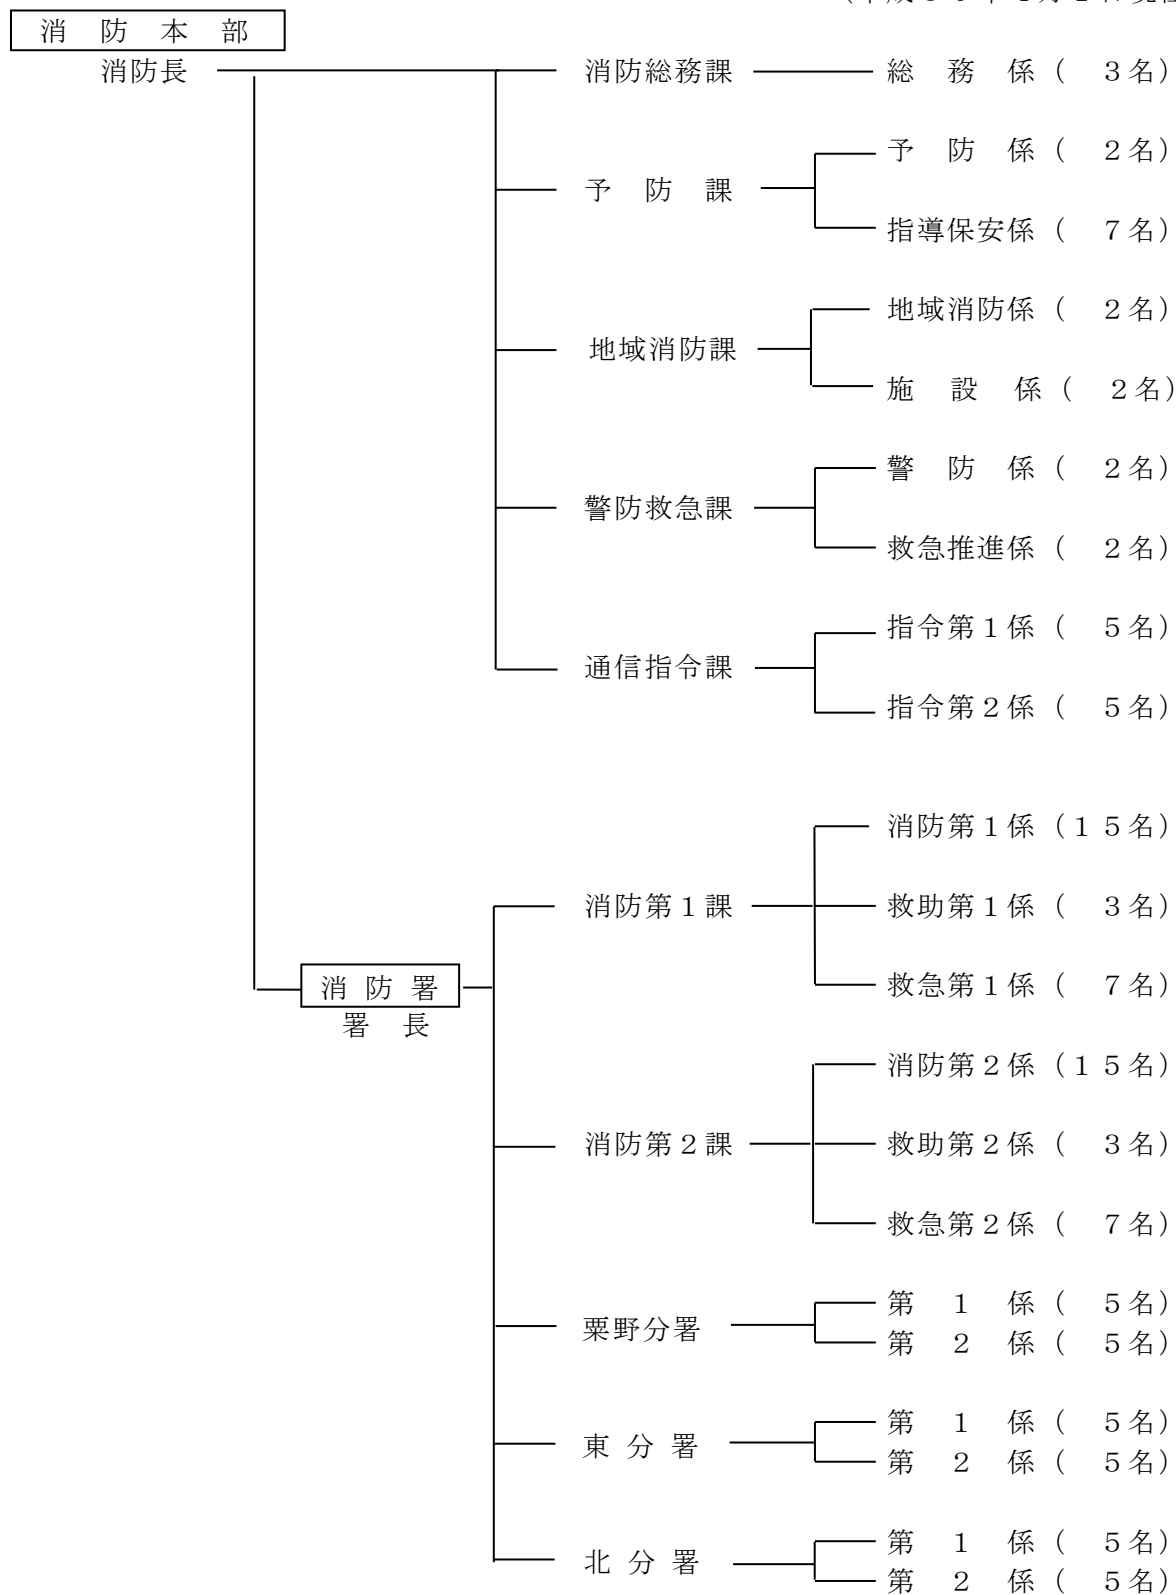 消 防 本 部
消防長 消防総務課 総 務 係（ ３名）
予 防 係（ ２名）
予 防 課
指導保安係（ ７名）
地域消防係（ ２名）
地域消防課
施 設 係（ ２名）
警 防 係（ ２名）
警防救急課
救急推進係（ ２名）
指令第１係（ ５名）
通信指令課
指令第２係（ ５名）
消防第１係（１５名）
消防第１課 救助第１係（ ３名）
救急第１係（ ７名）
消 防 署
署 長
消防第２係（１５名）
消防第２課 救助第２係（ ３名）
救急第２係（ ７名）
第 １ 係（ ５名）
粟野分署
第 ２ 係（ ５名）
第 １ 係（ ５名）
東 分 署
第 ２ 係（ ５名）
第 １ 係（ ５名）
北 分 署
第 ２ 係（ ５名）